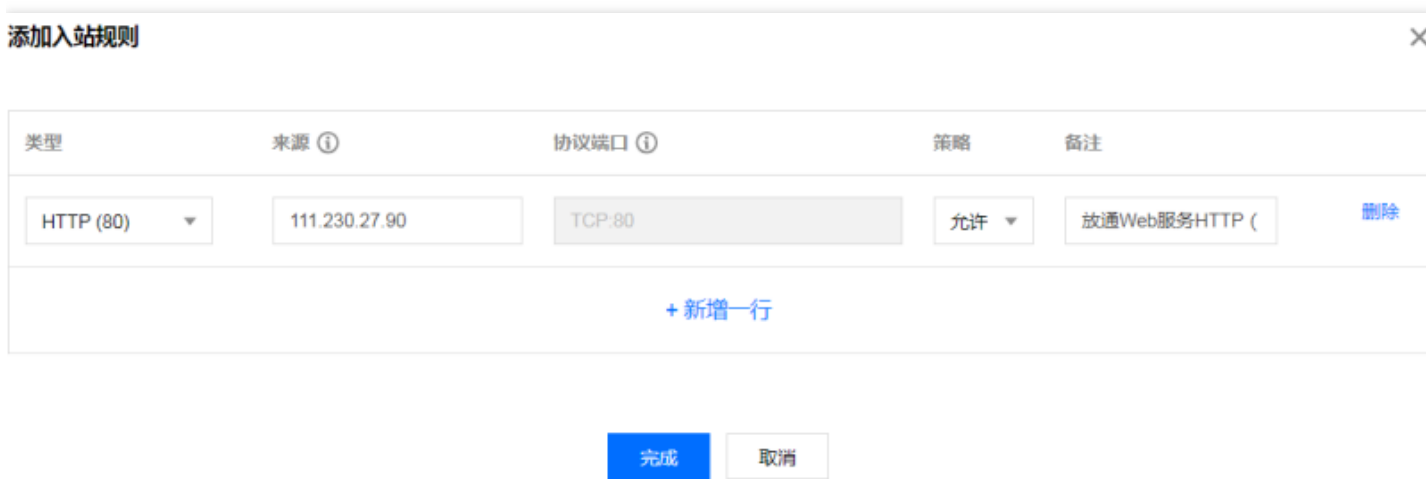 添加入站规则
类型 来源 协议端口 策略 备注
HTTP (80) 111.230.27.90 TCP:80 允许 放通Web服务HTTP ( 删除
+ 新增一行
完成 取消